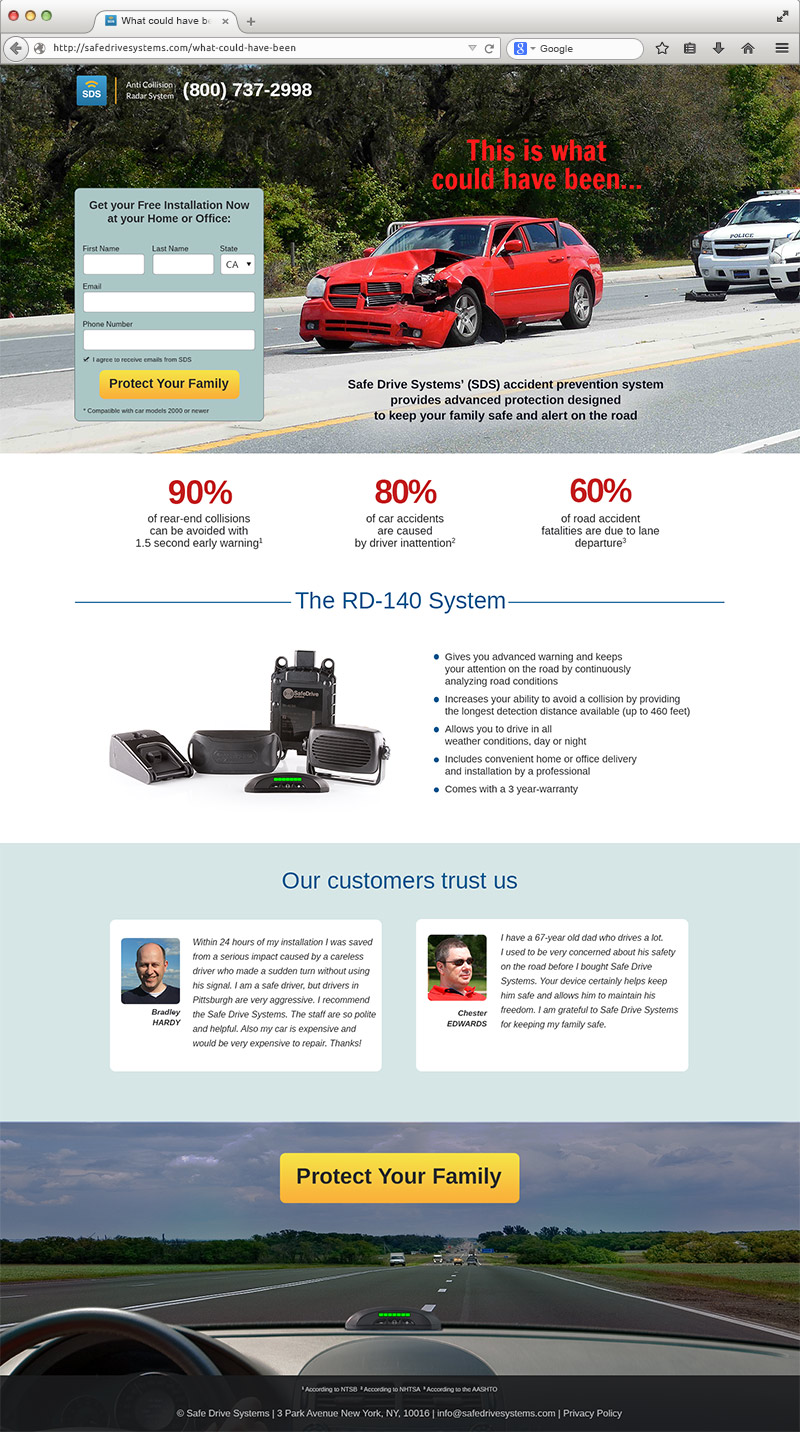 What could have b
http://safedrivesystems.com/what-could-have-been
Google
SDS
Anti Collision
Radar System
(800) 737-2998
This is what
could have been...
POLICE
Get your Free Installation Now
at your Home or Office:
First Name
Last Name
State
CA
Email
Phone Number
I agree to receive emails from SDS
Protect Your Family
* Compatible with car models 2000 or newer
Safe Drive Systems' (SDS) accident prevention system
provides advanced protection designed
to keep your family safe and alert on the road
90%
of rear-end collisions
can be avoided with
1.5 second early warning¹
80%
of car accidents
are caused
by driver inattention²
60%
of road accident
fatalities are due to lane
departure³
The RD-140 System
SafeDrive
Gives you advanced warning and keeps
your attention on the road by continuously
analyzing road conditions
Increases your ability to avoid a collision by providing
the longest detection distance available (up to 460 feet)
Allows you to drive in all
weather conditions, day or night
Includes convenient home or office delivery
and installation by a professional
Comes with a 3 year-warranty
Our customers trust us
Within 24 hours of my installation I was saved
from a serious impact caused by a careless
driver who made a sudden turn without using
his signal. I am a safe driver, but drivers in
Pittsburgh are very aggressive. I recommend
the Safe Drive Systems. The staff are so polite
and helpful. Also my car is expensive and
would be very expensive to repair. Thanks!
Bradley
HARDY
I have a 67-year old dad who drives a lot.
I used to be very concerned about his safety
on the road before I bought Safe Drive
Systems. Your device certainly helps keep
him safe and allows him to maintain his
freedom. I am grateful to Safe Drive Systems
for keeping my family safe.
Chester
EDWARDS
Protect Your Family
¹ According to NTSB ² According to NHTSA ³ According to the AASHTO
© Safe Drive Systems | 3 Park Avenue New York, NY, 10016 | info@safedrivesystems.com | Privacy Policy